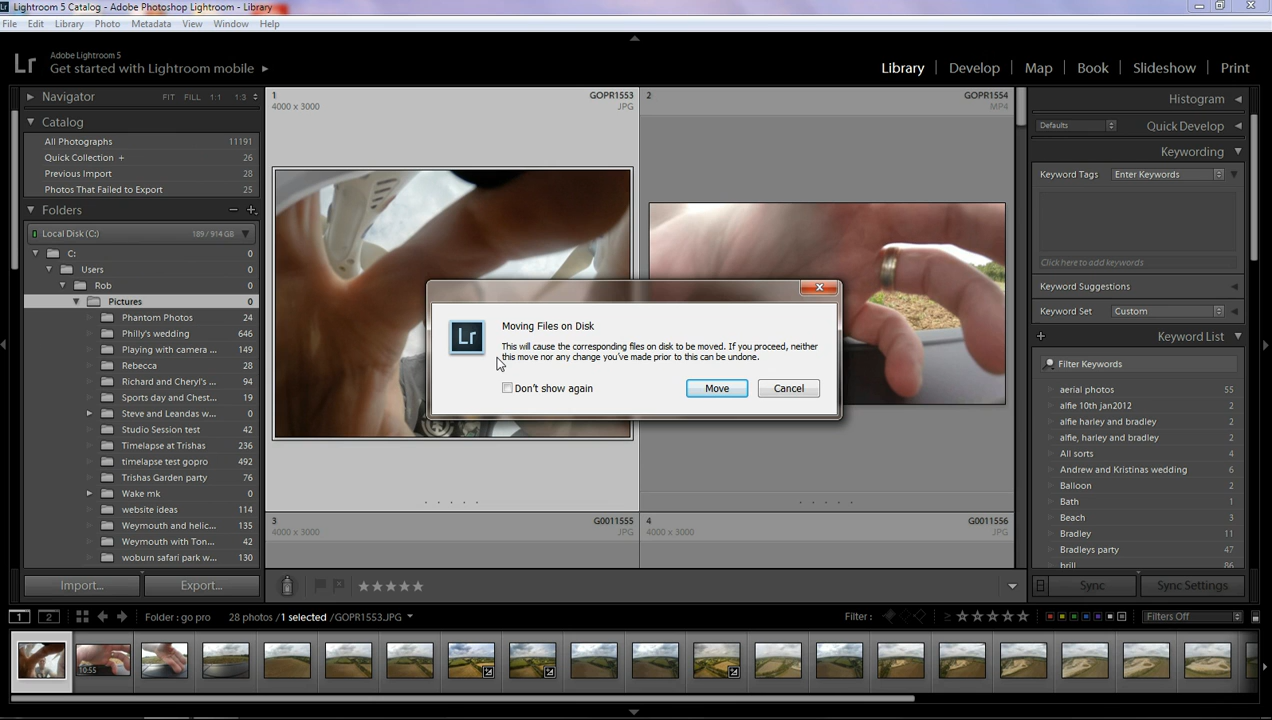 Lightroom 5 Catalog - Adobe Photoshop Lightroom - Library
File Edit Library Photo Metadata View Window Help
Adobe Lightroom 5
Get started with Lightroom mobile
Lr
Library Develop Map Book Slideshow Print
Navigator FIT FILL 1:1 1:3
Catalog
All Photographs 11191
Quick Collection + 26
Previous Import 28
Photos That Failed to Export 25
Folders
Local Disk (C:) 189 / 914 GB
C: 0
Users 0
Rob 0
Pictures 0
Phantom Photos 24
Philly's wedding 646
Playing with camera ... 149
Rebecca 28
Richard and Cheryl's ... 94
Sports day and Chest... 19
Steve and Leandas w... 0
Studio Session test 42
Timelapse at Trishas 236
timelapse test gopro 492
Trishas Garden party 76
Wake mk 0
website ideas 114
Weymouth and helic... 135
Weymouth with Ton... 42
woburn safari park w... 130
Import... Export...
1 GOPR1553
4000 x 3000 JPG
2 GOPR1554
MP4
Lr
Moving Files on Disk
This will cause the corresponding files on disk to be moved. If you proceed, neither
this move nor any change you've made prior to this can be undone.
Don't show again
Move Cancel
3 G0011555
4000 x 3000 JPG
4 G0011556
4000 x 3000 JPG
Histogram
Defaults Quick Develop
Keywording
Keyword Tags Enter Keywords
Click here to add keywords
Keyword Suggestions
Keyword Set Custom
Keyword List
Filter Keywords
aerial photos 55
alfie 10th jan2012 2
alfie harley and bradley 2
alfie, harley and bradley 2
All sorts 4
Andrew and Kristinas wedding 6
Balloon 2
Bath 1
Beach 3
Bradley 11
Bradleys party 47
brill 86
Sync Sync Settings
1 2 Folder : go pro 28 photos / 1 selected / GOPR1553.JPG Filter : Filters Off
10:55